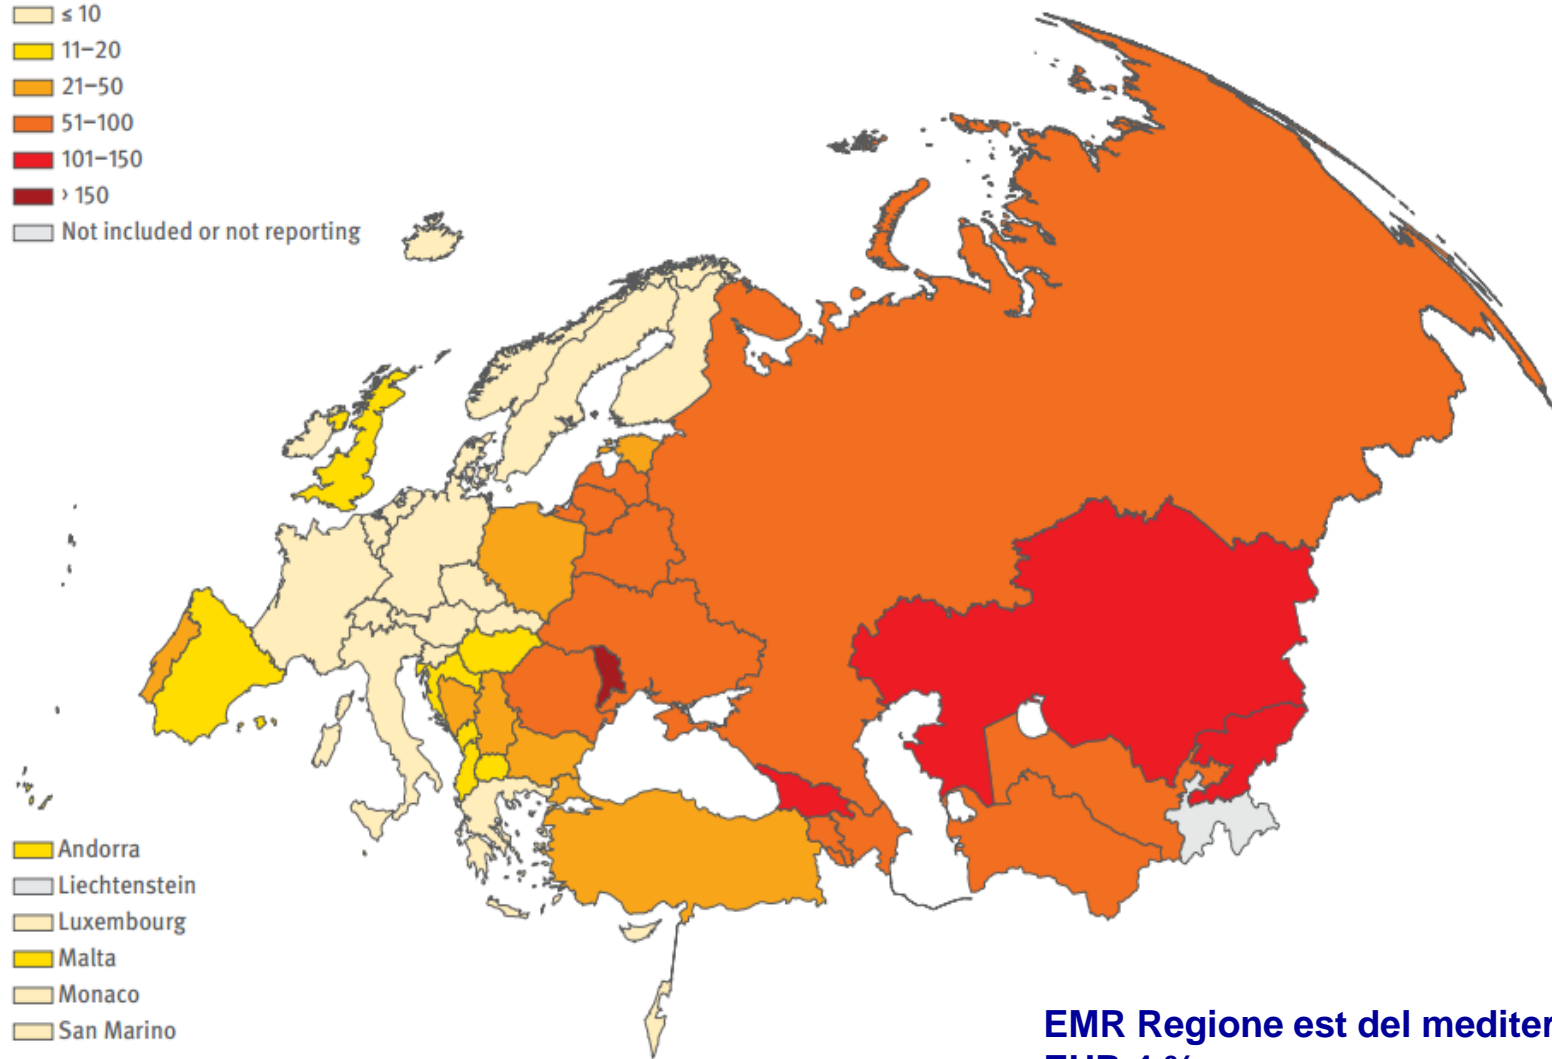 ≤ 10
11–20
21–50
51–100
101–150
› 150
Not included or not reporting
Andorra
Liechtenstein
Luxembourg
Malta
Monaco
San Marino
EMR Regione est del mediter